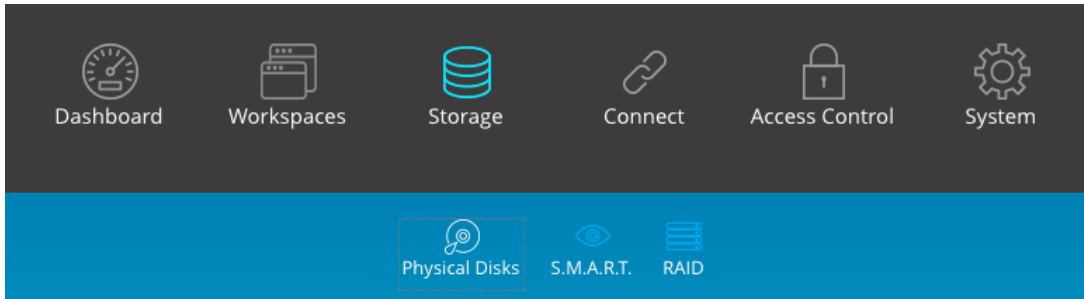 Dashboard Workspaces Storage Connect Access Control System
Physical Disks S.M.A.R.T. RAID